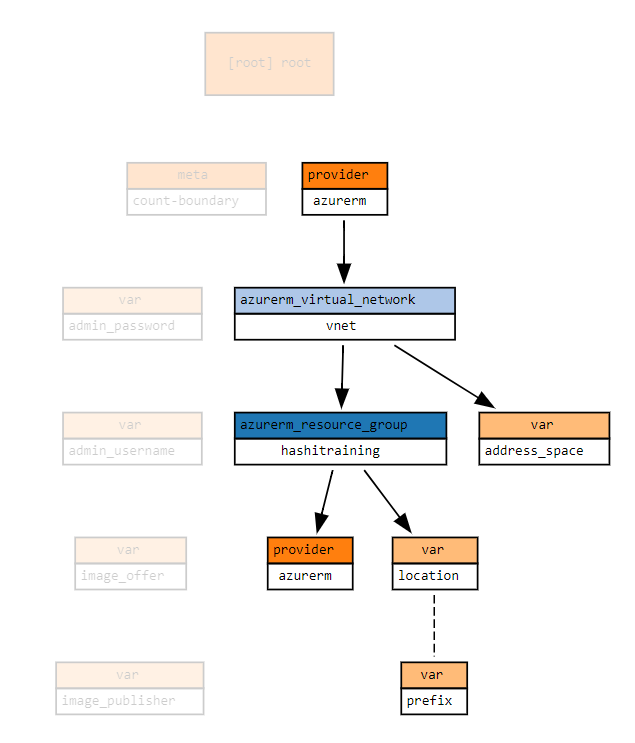 [root] root
meta
count-boundary
provider
azurerm
var
admin_password
azurerm_virtual_network
vnet
var
admin_username
azurerm_resource_group
hashitraining
var
address_space
var
image_offer
provider
azurerm
var
location
var
image_publisher
var
prefix